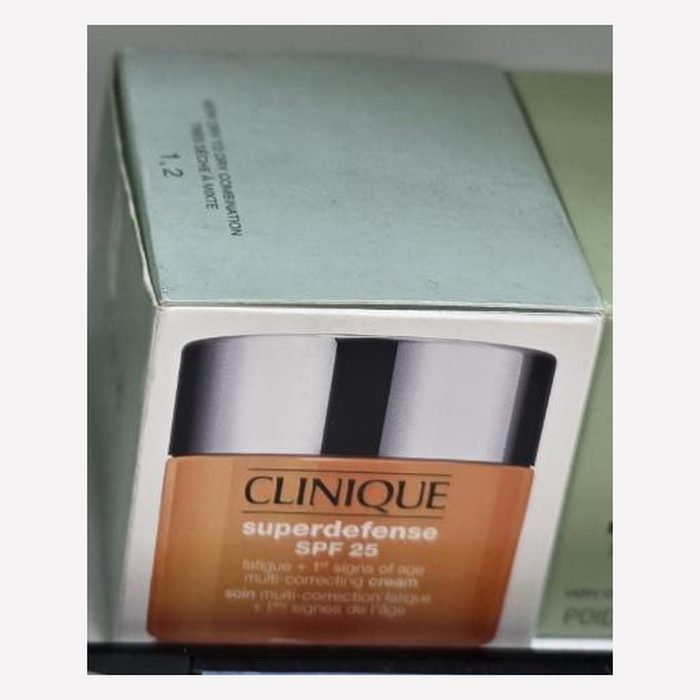 VERY DRY TO DRY COMBINATION
TRÈS SÈCHE À MIXTE
1, 2
CLINIQUE
superdefense
SPF 25
fatigue + 1st signs of age
multi-correcting cream
soin multi-correction fatigue
+ 1ers signes de l'âge